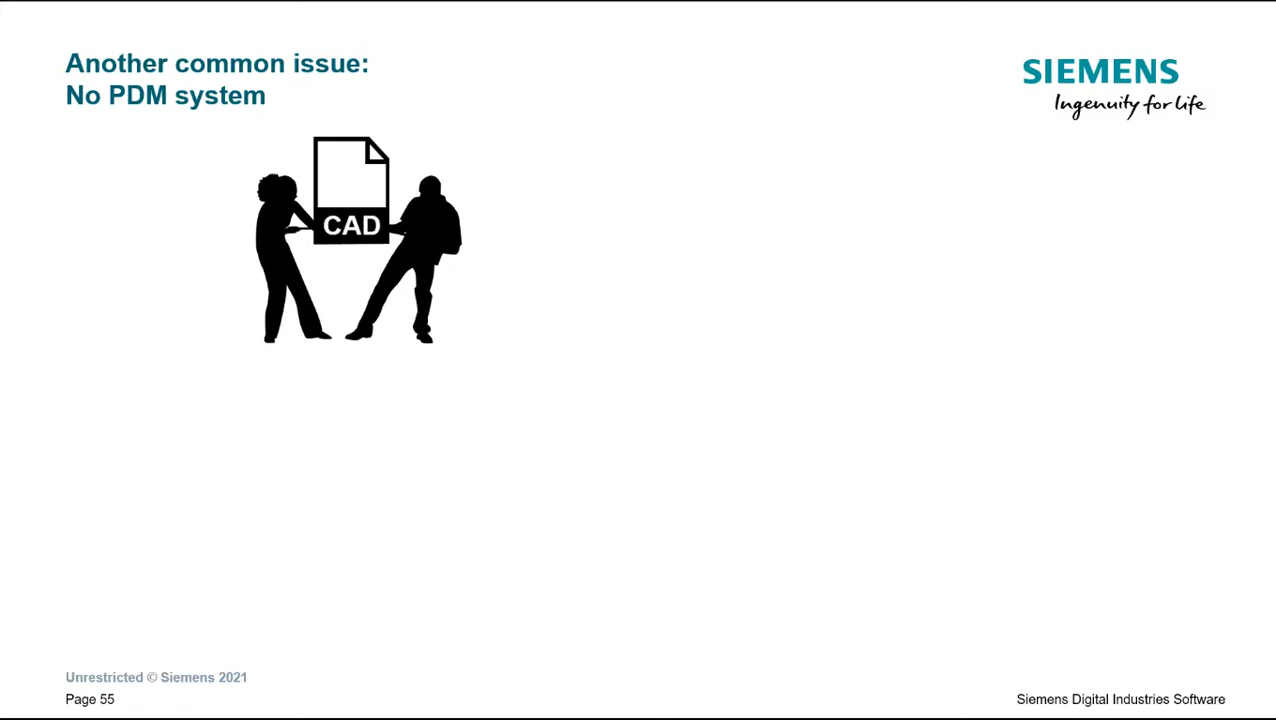 Another common issue:
No PDM system
SIEMENS
Ingenuity for life
CAD
Unrestricted © Siemens 2021
Page 55
Siemens Digital Industries Software